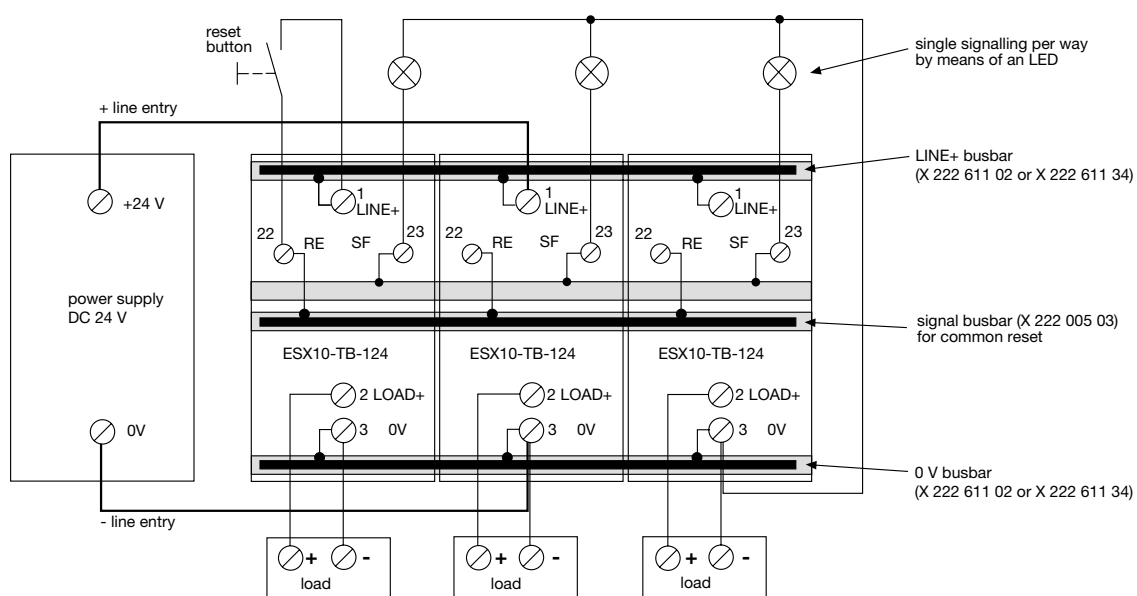 reset
button
single signalling per way
by means of an LED
+ line entry
LINE+ busbar
(X 222 611 02 or X 222 611 34)
+24 V
1
LINE+
1
LINE+
1
LINE+
22
RE
SF
23
22
RE
SF
23
22
RE
SF
23
power supply
DC 24 V
signal busbar (X 222 005 03)
for common reset
ESX10-TB-124
ESX10-TB-124
ESX10-TB-124
2 LOAD+
2 LOAD+
2 LOAD+
0V
3 0V
3 0V
3 0V
0 V busbar
(X 222 611 02 or X 222 611 34)
- line entry
+ -
load
+ -
load
+ -
load